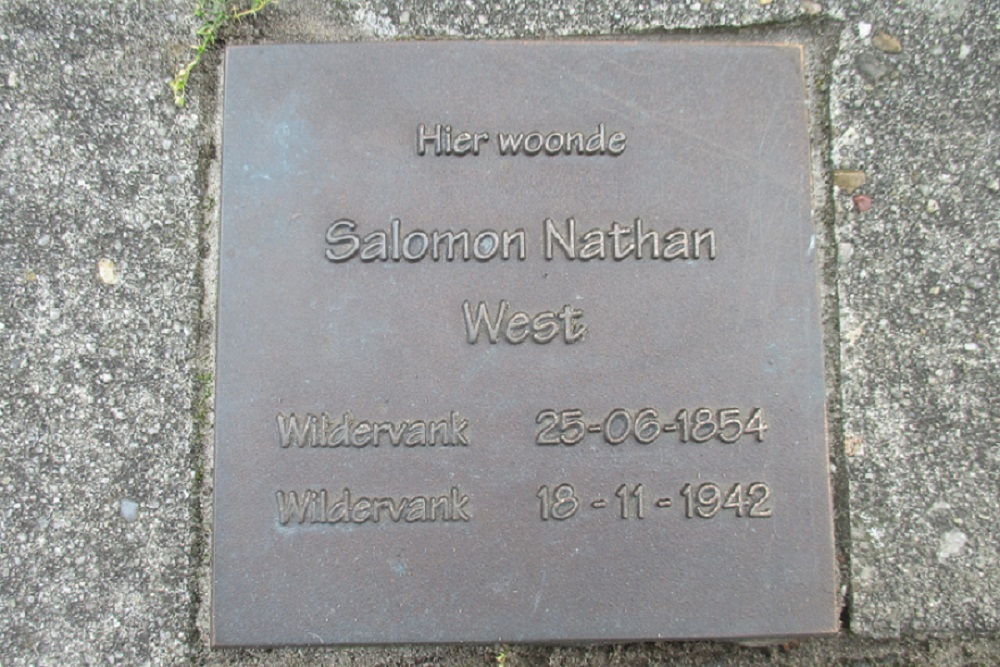 Hier woonde
Salomon Nathan
West
Wildervank 25-06-1854
Wildervank 18-11-1942